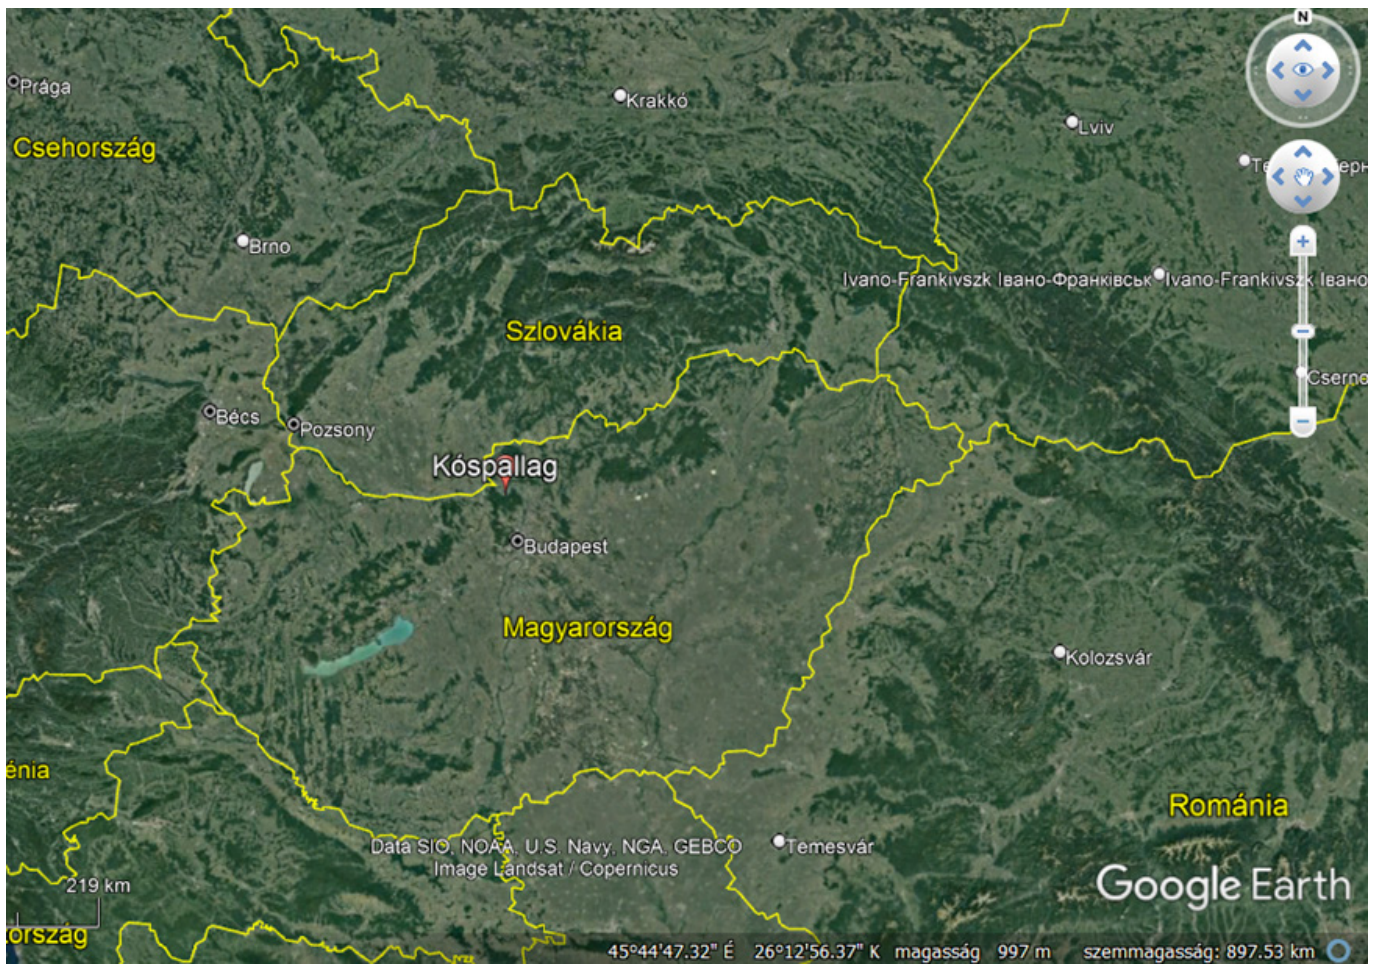 N
Prága
Krakkó
Lviv
Csehország
Brno
Ivano-Frankivszk Івано-Франківськ
Ivano-Frankivszk Івано
Szlovákia
Bécs
Pozsony
Kóspallag
Budapest
Magyarország
Kolozsvár
énia
Románia
Temesvár
Data SIO, NOAA, U.S. Navy, NGA, GEBCO
Image Landsat / Copernicus
219 km
Google Earth
ország
45°44'47.32" É 26°12'56.37" K magasság 997 m szemmagasság: 897.53 km